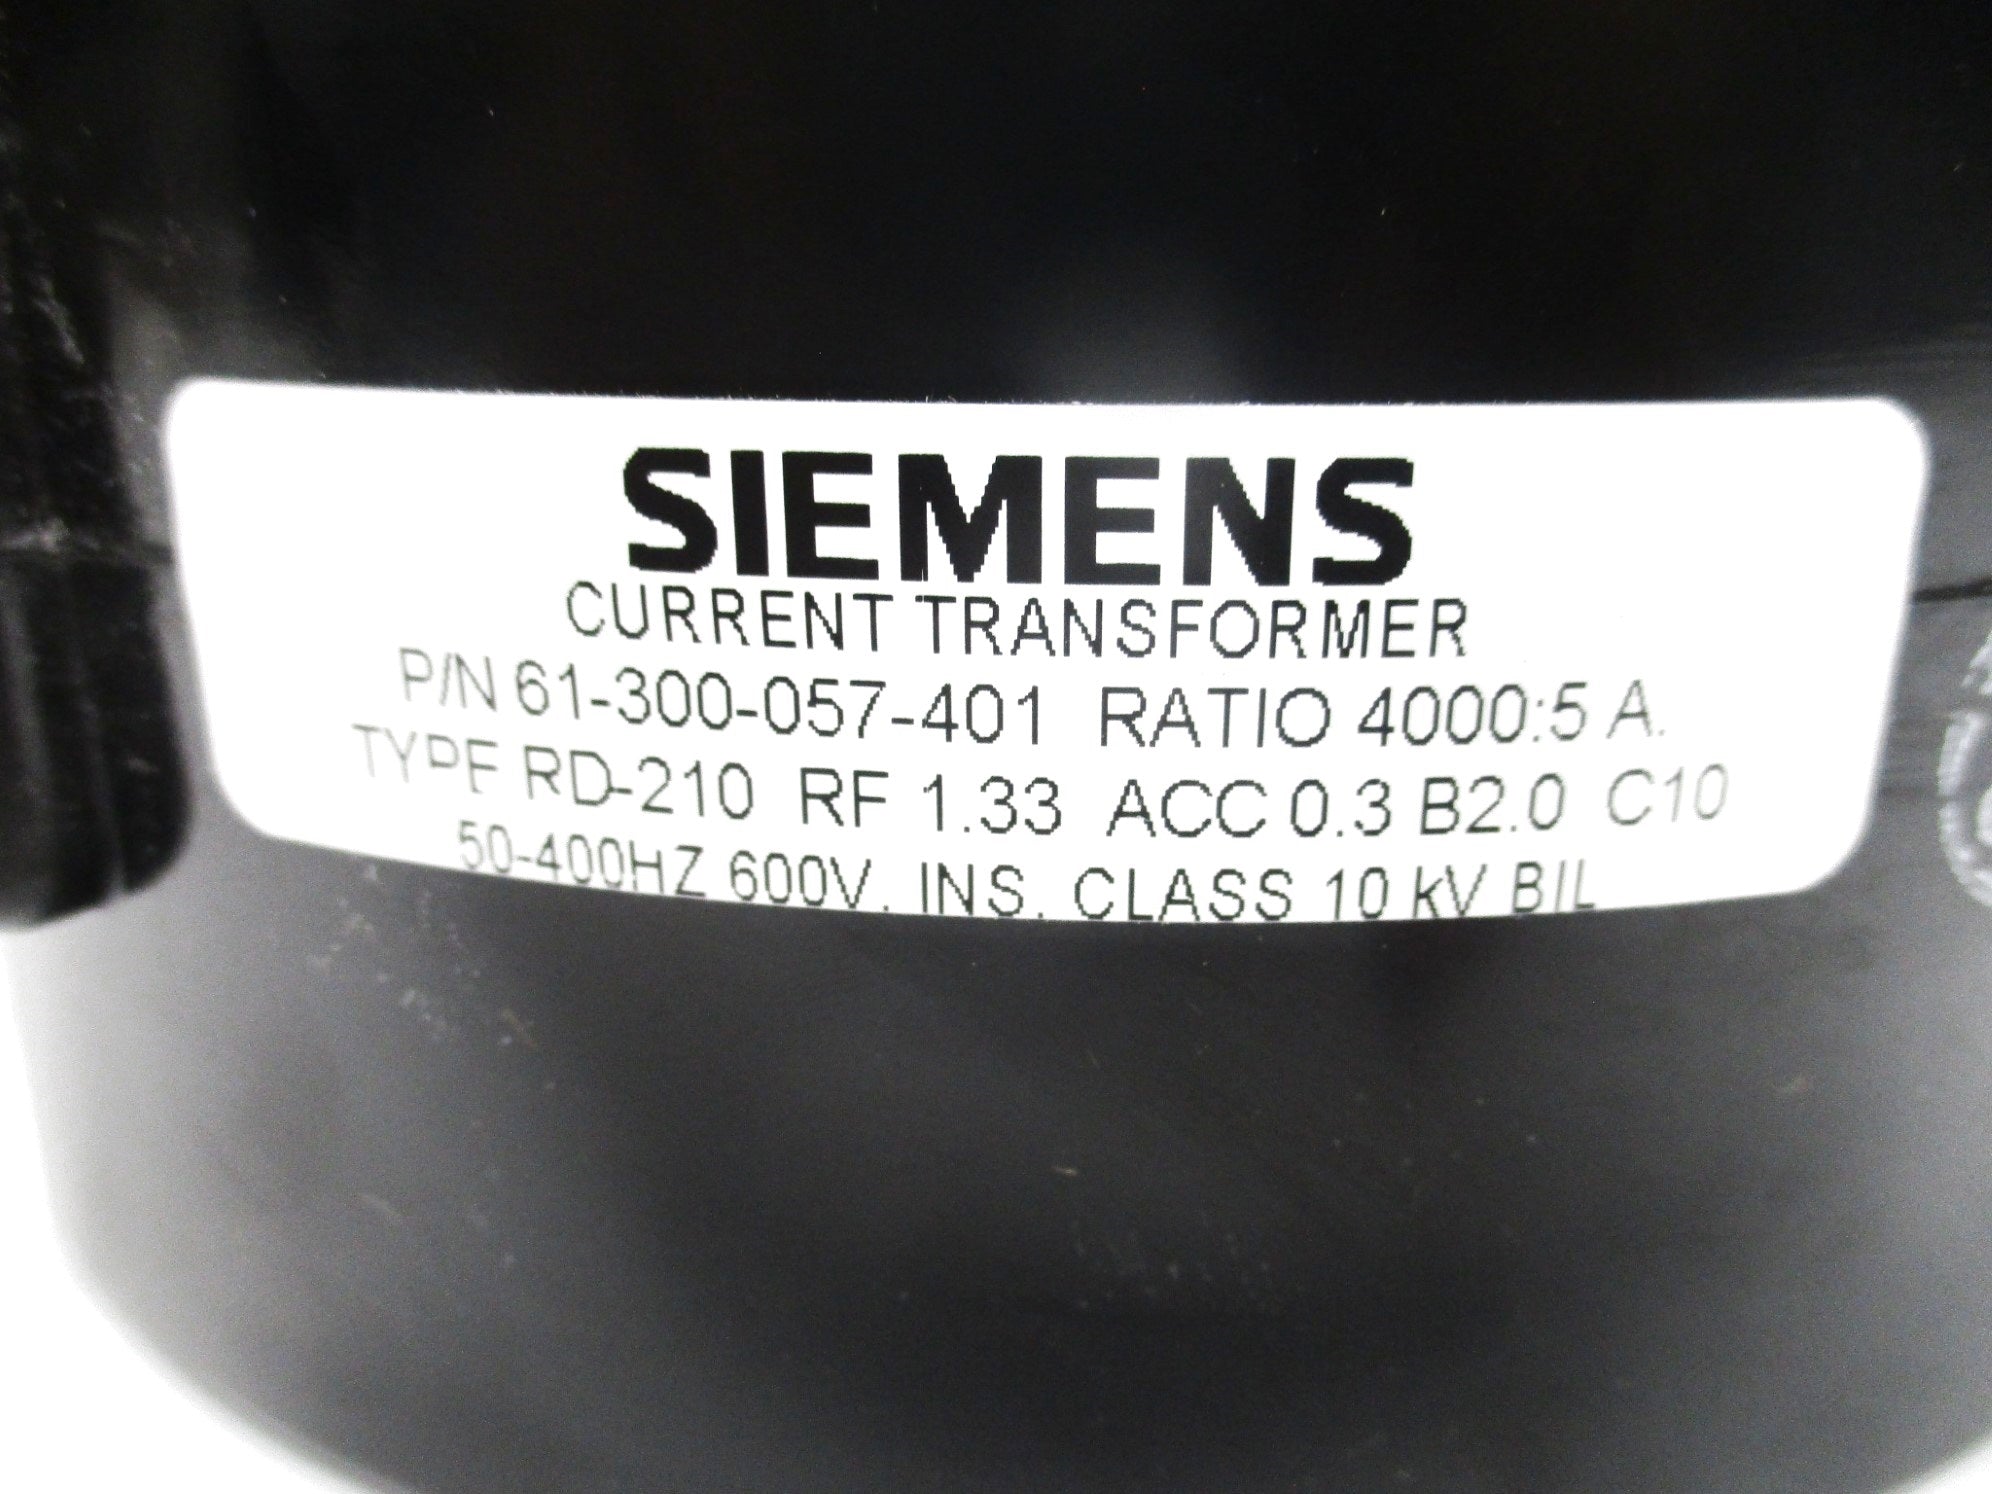 SIEMENS
CURRENT TRANSFORMER
P/N 61-300-057-401 RATIO 4000:5 A.
TYPE RD-210 RF 1.33 ACC 0.3 B2.0 C10
50-400HZ 600V. INS. CLASS 10 kV BIL